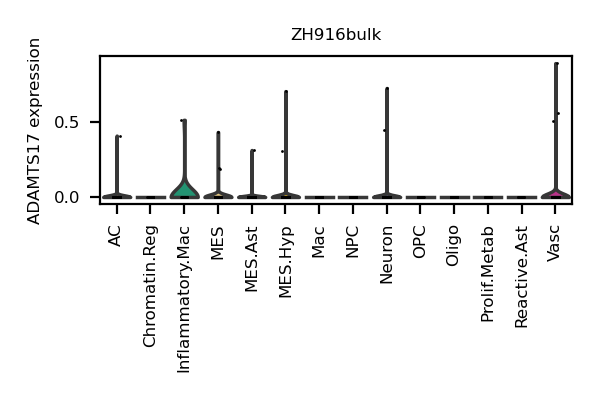 ZH916bulk
ADAMTS17 expression
0.5
0.0
AC
Chromatin.Reg
Inflammatory.Mac
MES
MES.Ast
MES.Hyp
Mac
NPC
Neuron
OPC
Oligo
Prolif.Metab
Reactive.Ast
Vasc